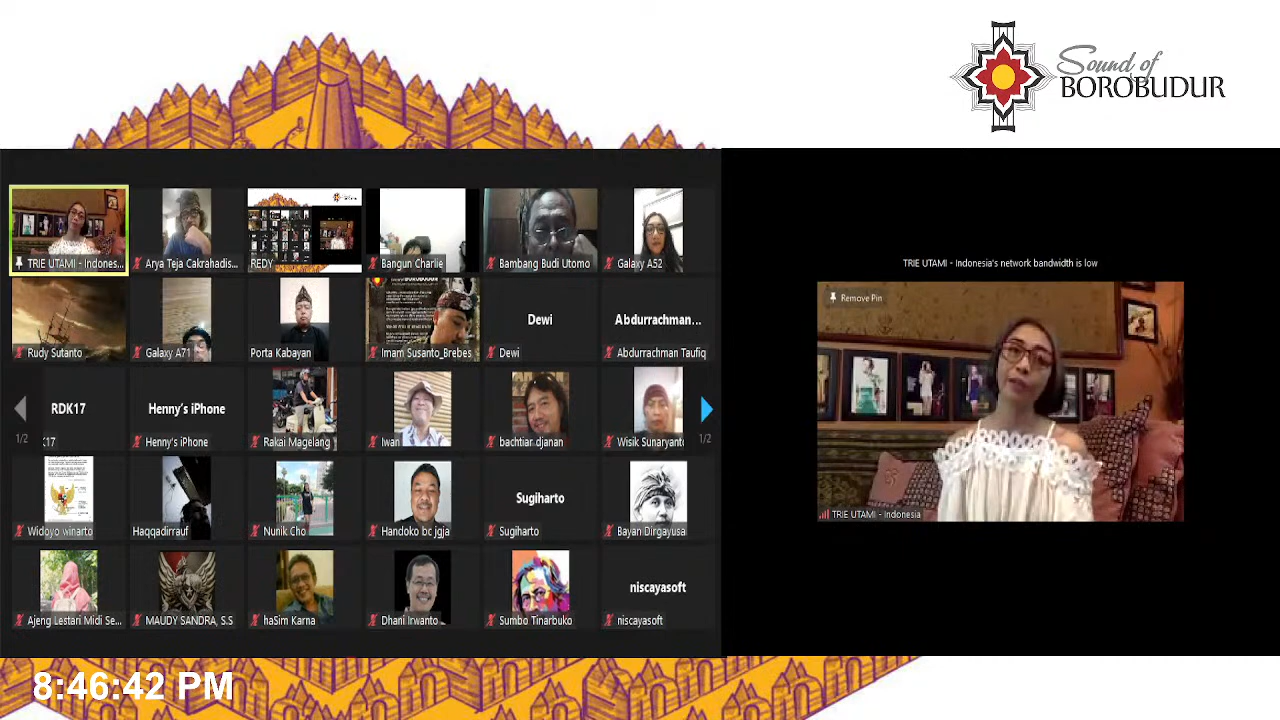 Sound of
BOROBUDUR
TRIE UTAMI - Indones...
Arya Teja Cakrahadis...
REDY
Bangun Charlie
Bambang Budi Utomo
Galaxy A52
Rudy Sutanto
Galaxy A71
Porta Kabayan
Imam Susanto_Brebes
Dewi
Dewi
Abdurrachman...
Abdurrachman Taufiq
RDK17
K17
Henny's iPhone
Henny's iPhone
Rakai Magelang
Iwan
bachtiar djanan
Wisik Sunaryanto
1/2
1/2
Widoyo winarto
Haqqadirrauf
Nunik Cho
Handoko bc jgja
Sugiharto
Sugiharto
Bayan Dirgayusa
Ajeng Lestari Midi Se...
MAUDY SANDRA, S.S
haSim Karna
Dhani Irwanto
Sumbo Tinarbuko
niscayasoft
niscayasoft
TRIE UTAMI - Indonesia's network bandwidth is low
Remove Pin
TRIE UTAMI - Indonesia
8:46:42 PM